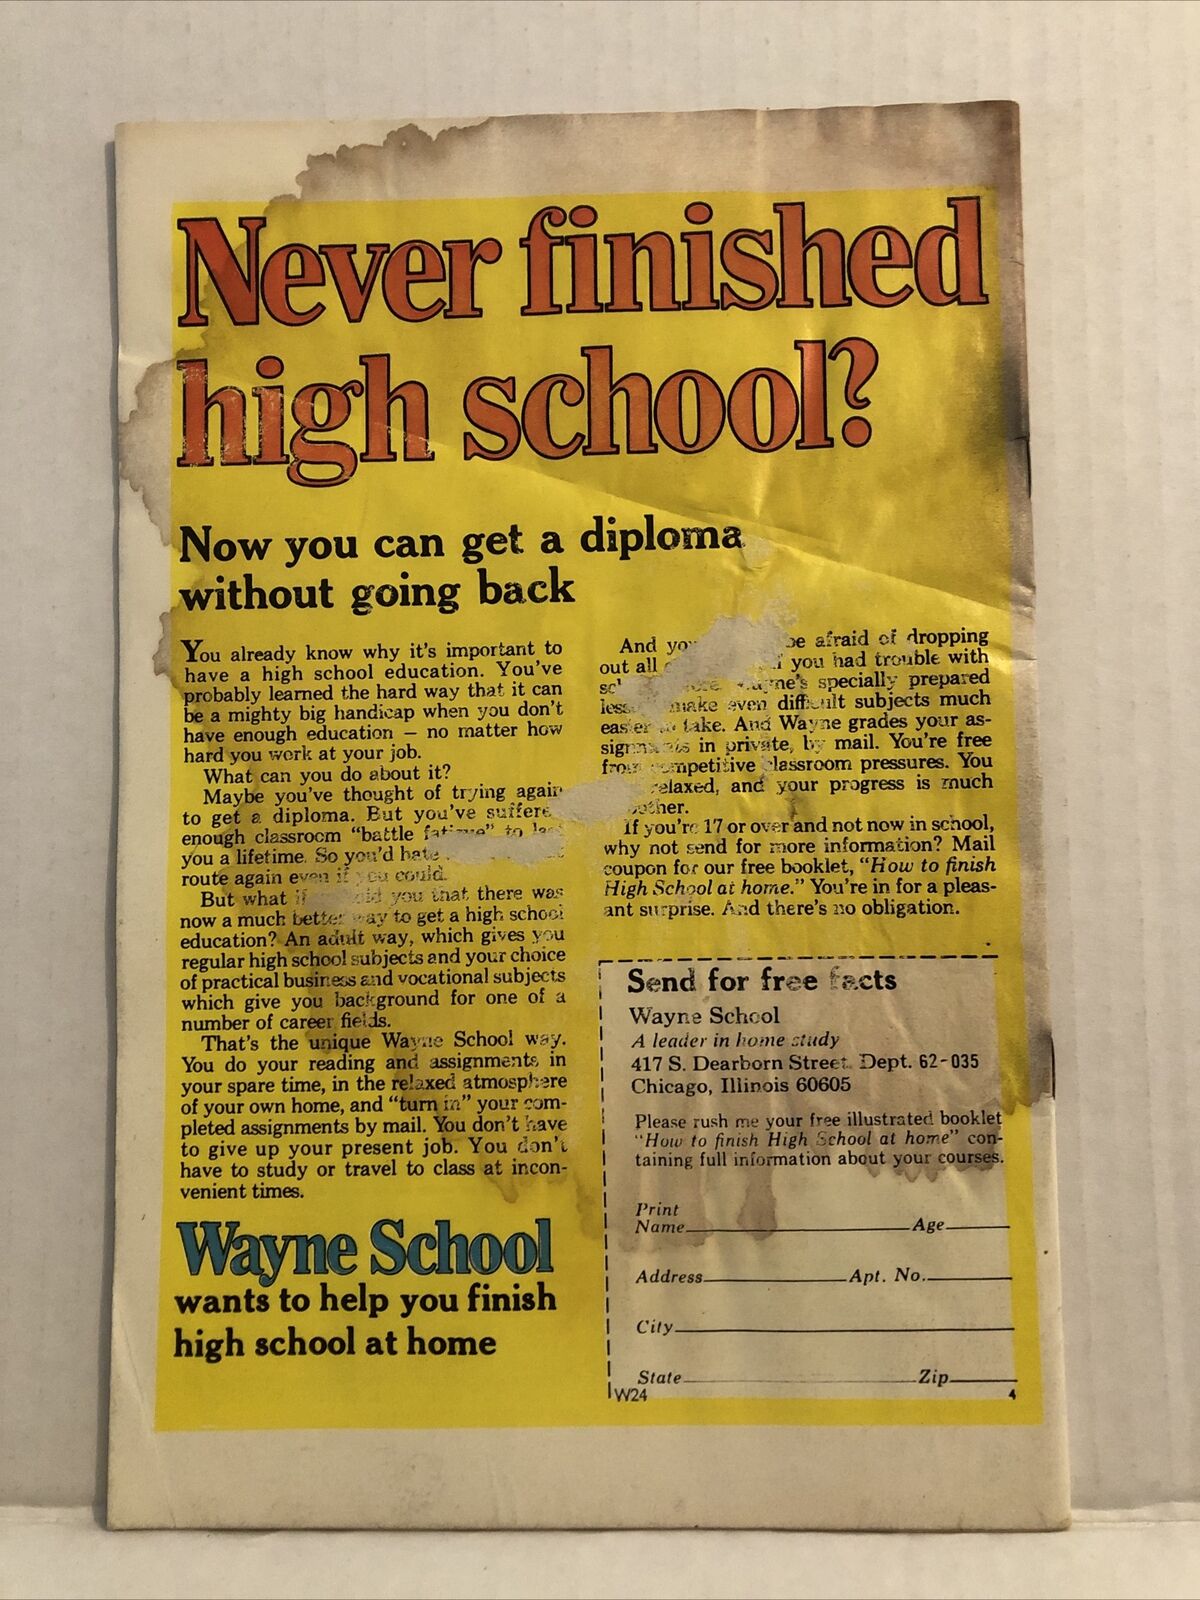 Never finished
high school?
Now you can get a diploma
without going back
You already know why it's important to
have a high school education. You've
probably learned the hard way that it can
be a mighty big handicap when you don't
have enough education – no matter how
hard you work at your job.
What can you do about it?
Maybe you've thought of trying again
to get a diploma. But you've suffered
enough classroom "battle fatigue" to last
you a lifetime. So you'd hate
route again even if you could.
But what if you that there was
now a much better way to get a high school
education? An adult way, which gives you
regular high school subjects and your choice
of practical business and vocational subjects
which give you background for one of a
number of career fields.
That's the unique Wayne School way.
You do your reading and assignments in
your spare time, in the relaxed atmosphere
of your own home, and "turn in" your com-
pleted assignments by mail. You don't have
to give up your present job. You don't
have to study or travel to class at incon-
venient times.
Wayne School
wants to help you finish
high school at home
And be afraid of dropping
out all you had trouble with
Wayne's specially prepared
make even difficult subjects much
easier to take. And Wayne grades your as-
signments in private, by mail. You're free
from competitive classroom pressures. You
relaxed, and your progress is much
If you're 17 or over and not now in school,
why not send for more information? Mail
coupon for our free booklet, "How to finish
High School at home." You're in for a pleas-
ant surprise. And there's no obligation.
Send for free facts
Wayne School
A leader in home study
417 S. Dearborn Street. Dept. 62-035
Chicago, Illinois 60605
Please rush me your free illustrated booklet
"How to finish High School at home" con-
taining full information about your courses.
Print
Name Age
Address Apt. No.
City
State Zip
W24 4